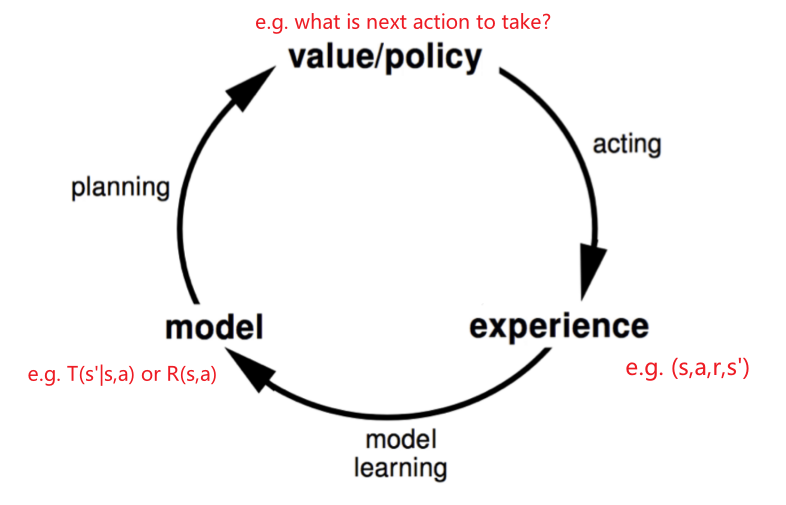 e.g. what is next action to take?
value/policy
acting
planning
model
experience
e.g. T(s'|s,a) or R(s,a)
e.g. (s,a,r,s')
model
learning